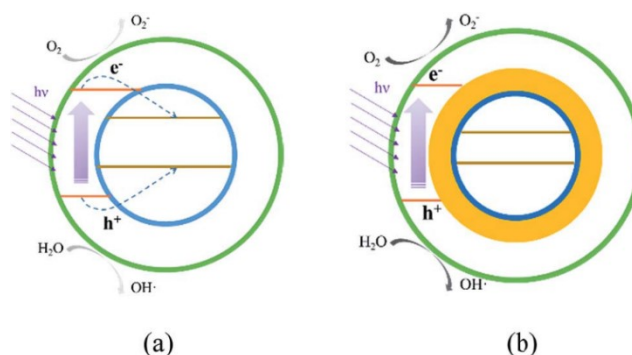 O₂⁻
O₂
e⁻
hν
h⁺
H₂O
OH·
(a)
O₂⁻
O₂
e⁻
hν
h⁺
H₂O
OH·
(b)